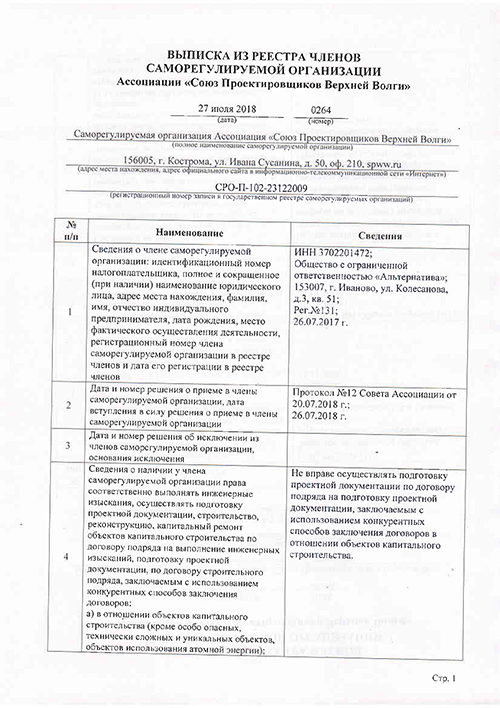 ВЫПИСКА ИЗ РЕЕСТРА ЧЛЕНОВ
САМОРЕГУЛИРУЕМОЙ ОРГАНИЗАЦИИ
Ассоциации «Союз Проектировщиков Верхней Волги»
27 июля 2018 0264
(дата) (номер)
Саморегулируемая организация Ассоциация «Союз Проектировщиков Верхней Волги»
(полное наименование саморегулируемой организации)
156005, г. Кострома, ул. Ивана Сусанина, д. 50, оф. 210, spww.ru
(адрес места нахождения, адрес официального сайта в информационно-телекоммуникационной сети «Интернет»)
СРО-П-102-23122009
(регистрационный номер записи в государственном реестре саморегулируемых организаций)
№
п/п
Наименование
Сведения
1
Сведения о члене саморегулируемой
организации: идентификационный номер
налогоплательщика, полное и сокращенное
(при наличии) наименование юридического
лица, адрес места нахождения, фамилия,
имя, отчество индивидуального
предпринимателя, дата рождения, место
фактического осуществления деятельности,
регистрационный номер члена
саморегулируемой организации в реестре
членов и дата его регистрации в реестре
членов
ИНН 3702201472;
Общество с ограниченной
ответственностью «Альтернатива»;
153007, г. Иваново, ул. Колесанова,
д.3, кв. 51;
Рег.№131;
26.07.2017 г.
2
Дата и номер решения о приеме в члены
саморегулируемой организации, дата
вступления в силу решения о приеме в члены
саморегулируемой организации
Протокол №12 Совета Ассоциации от
20.07.2018 г.;
26.07.2018 г.
3
Дата и номер решения об исключении из
членов саморегулируемой организации,
основания исключения
4
Сведения о наличии у члена
саморегулируемой организации права
соответственно выполнять инженерные
изыскания, осуществлять подготовку
проектной документации, строительство,
реконструкцию, капитальный ремонт
объектов капитального строительства по
договору подряда на выполнение инженерных
изысканий, подготовку проектной
документации, по договору строительного
подряда, заключаемым с использованием
конкурентных способов заключения
договоров:
а) в отношении объектов капитального
строительства (кроме особо опасных,
технически сложных и уникальных объектов,
объектов использования атомной энергии);
Не вправе осуществлять подготовку
проектной документации по договору
подряда на подготовку проектной
документации, заключаемым с
использованием конкурентных
способов заключения договоров в
отношении объектов капитального
строительства.
Стр. 1